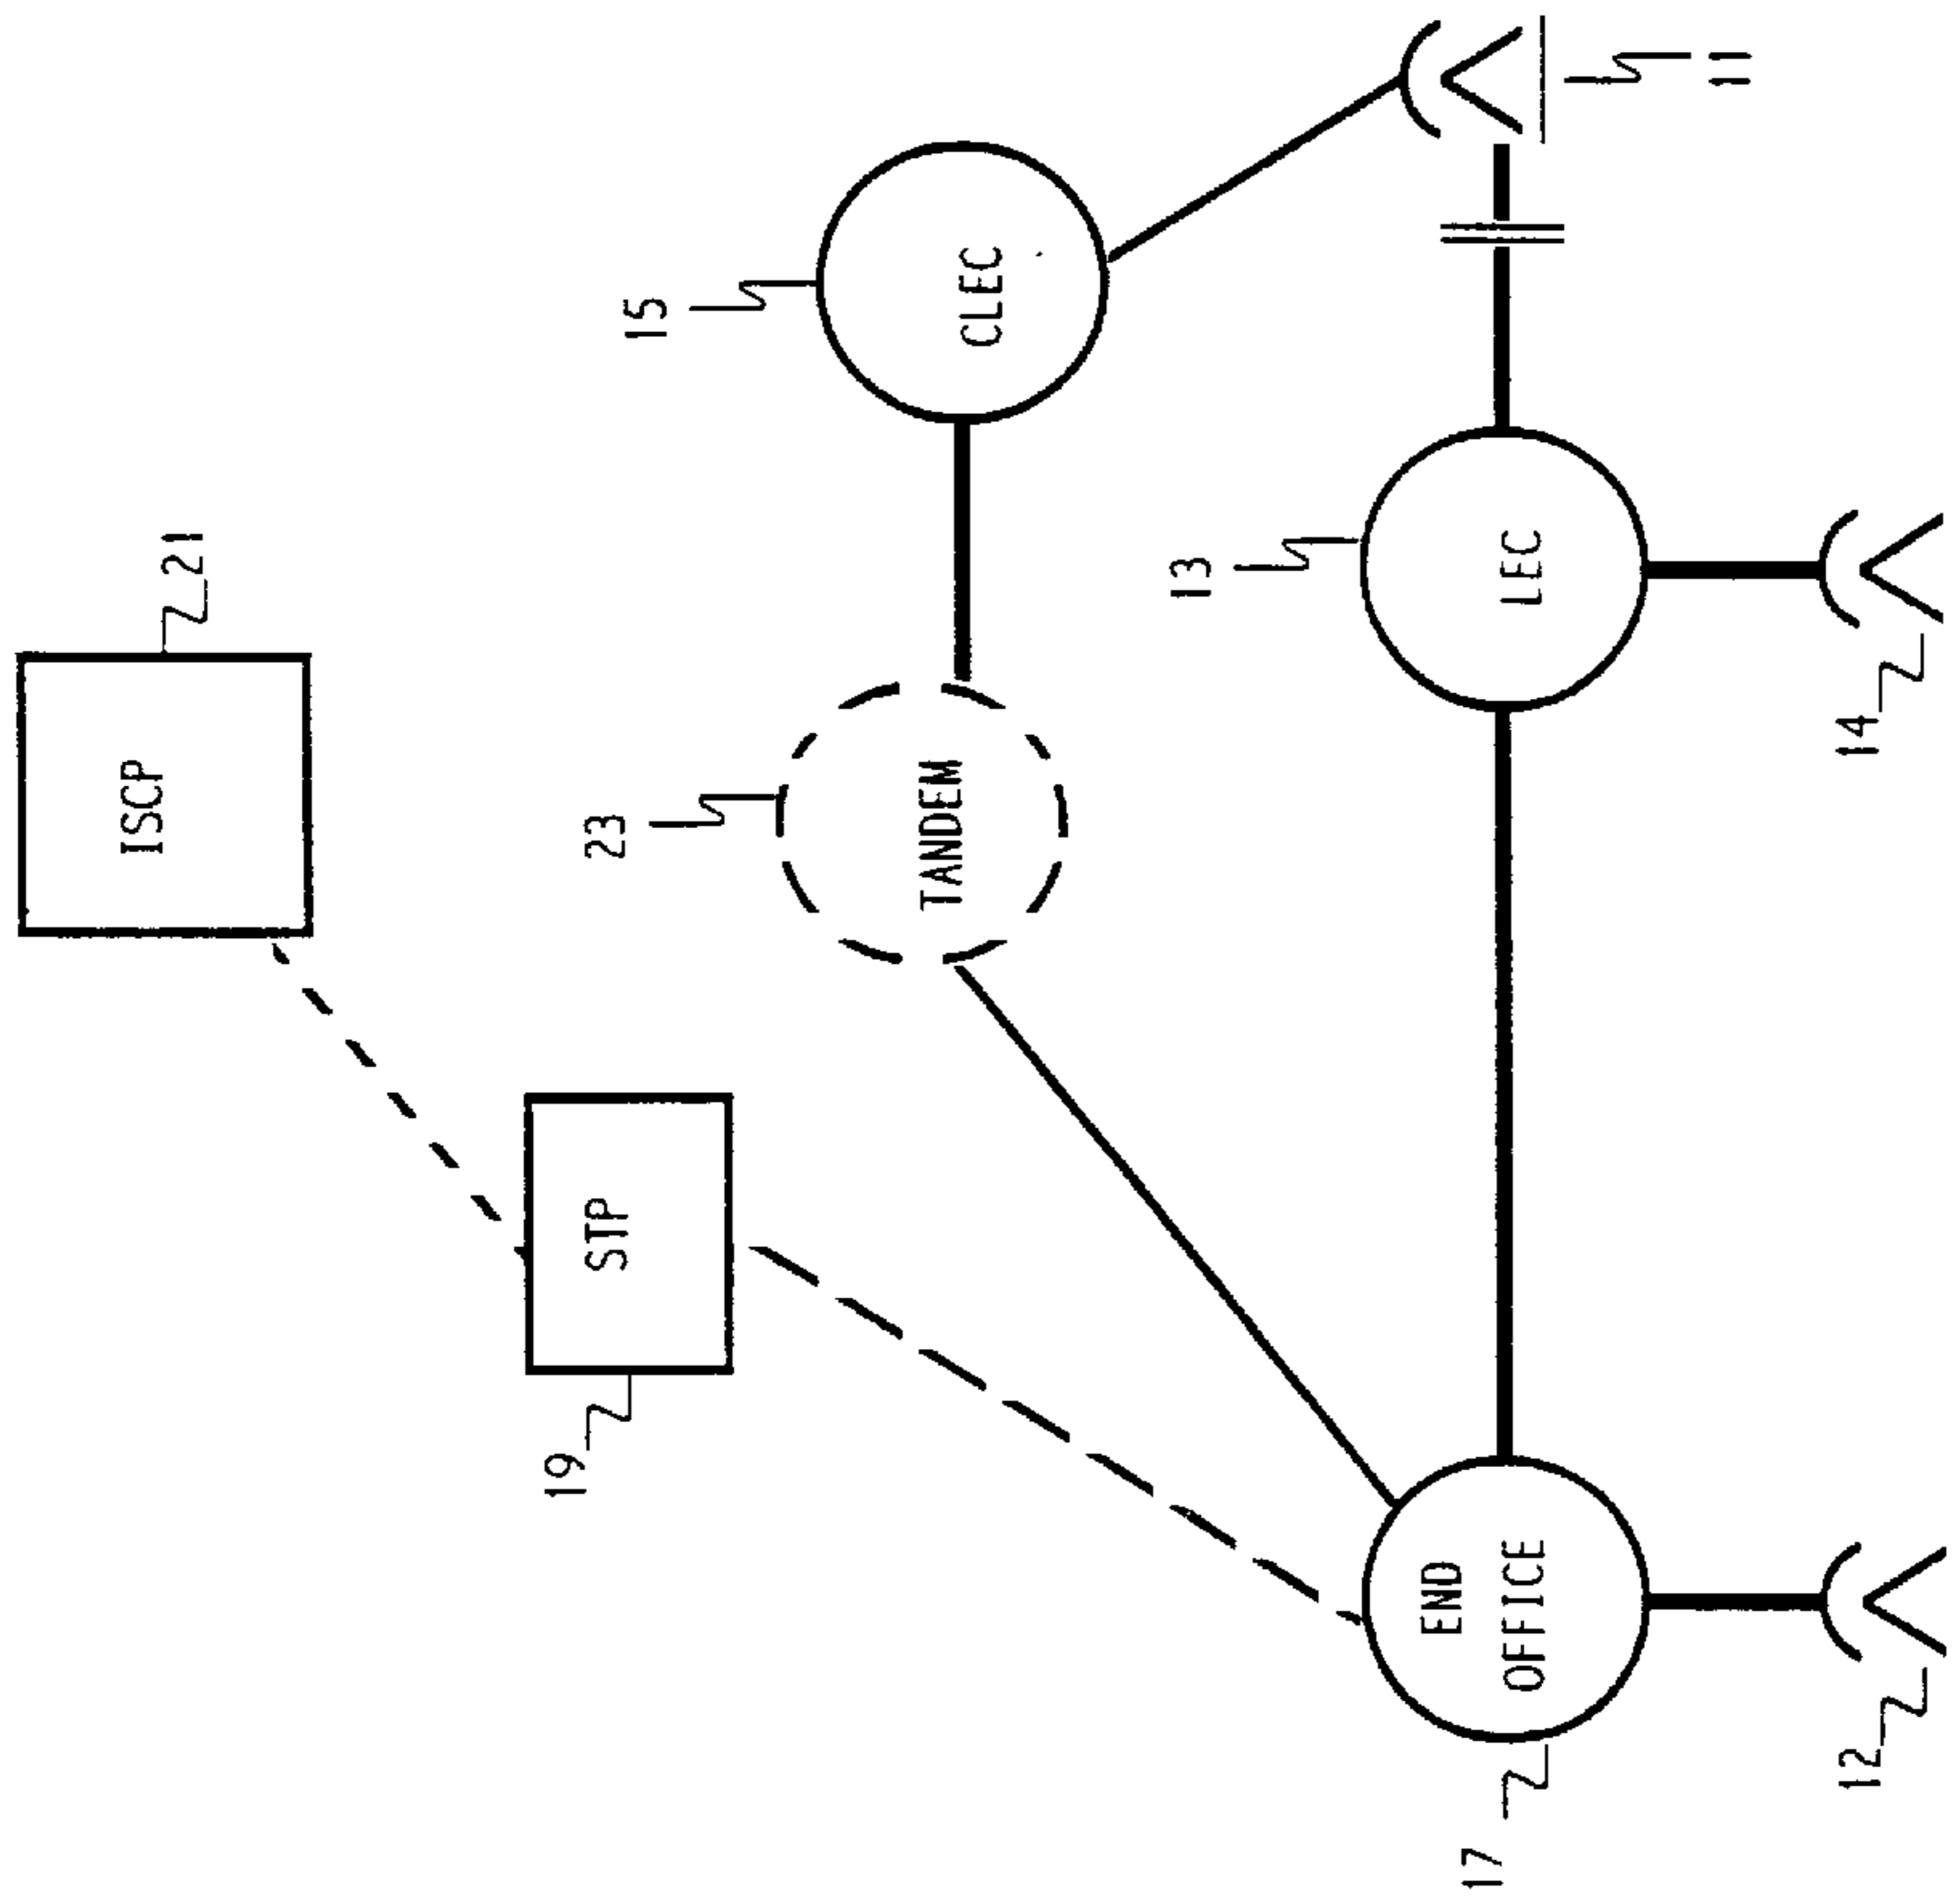 ISCP
21
STP
19
23
TANDEM
15
CLEC
13
LEC
11
14
17
END
OFFICE
12